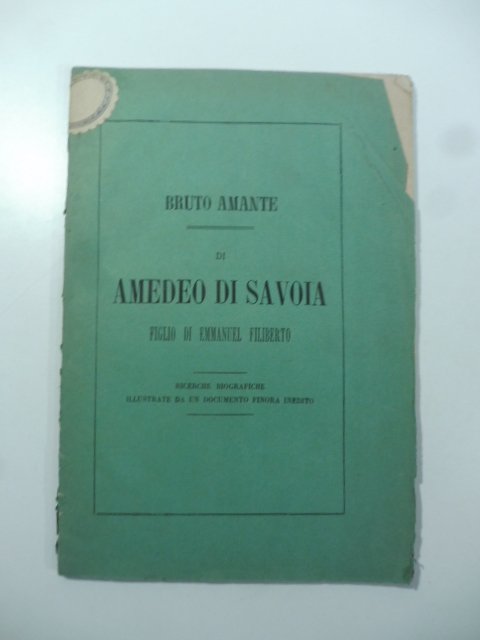 BRUTO AMANTE
DI
AMEDEO DI SAVOIA
FIGLIO DI EMMANUEL FILIBERTO
RICERCHE BIOGRAFICHE
ILLUSTRATE DA UN DOCUMENTO FINORA INEDITO